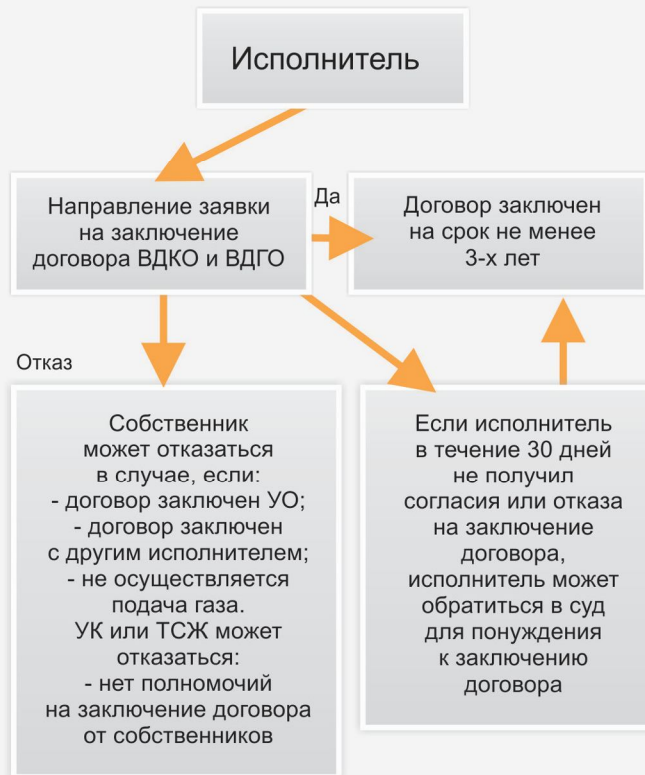 Исполнитель
Направление заявки
на заключение
договора ВДКО и ВДГО
Да
Договор заключен
на срок не менее
3-х лет
Отказ
Собственник
может отказаться
в случае, если:
- договор заключен УО;
- договор заключен
с другим исполнителем;
- не осуществляется
подача газа.
УК или ТСЖ может
отказаться:
- нет полномочий
на заключение договора
от собственников
Если исполнитель
в течение 30 дней
не получил
согласия или отказа
на заключение
договора,
исполнитель может
обратиться в суд
для понуждения
к заключению
договора